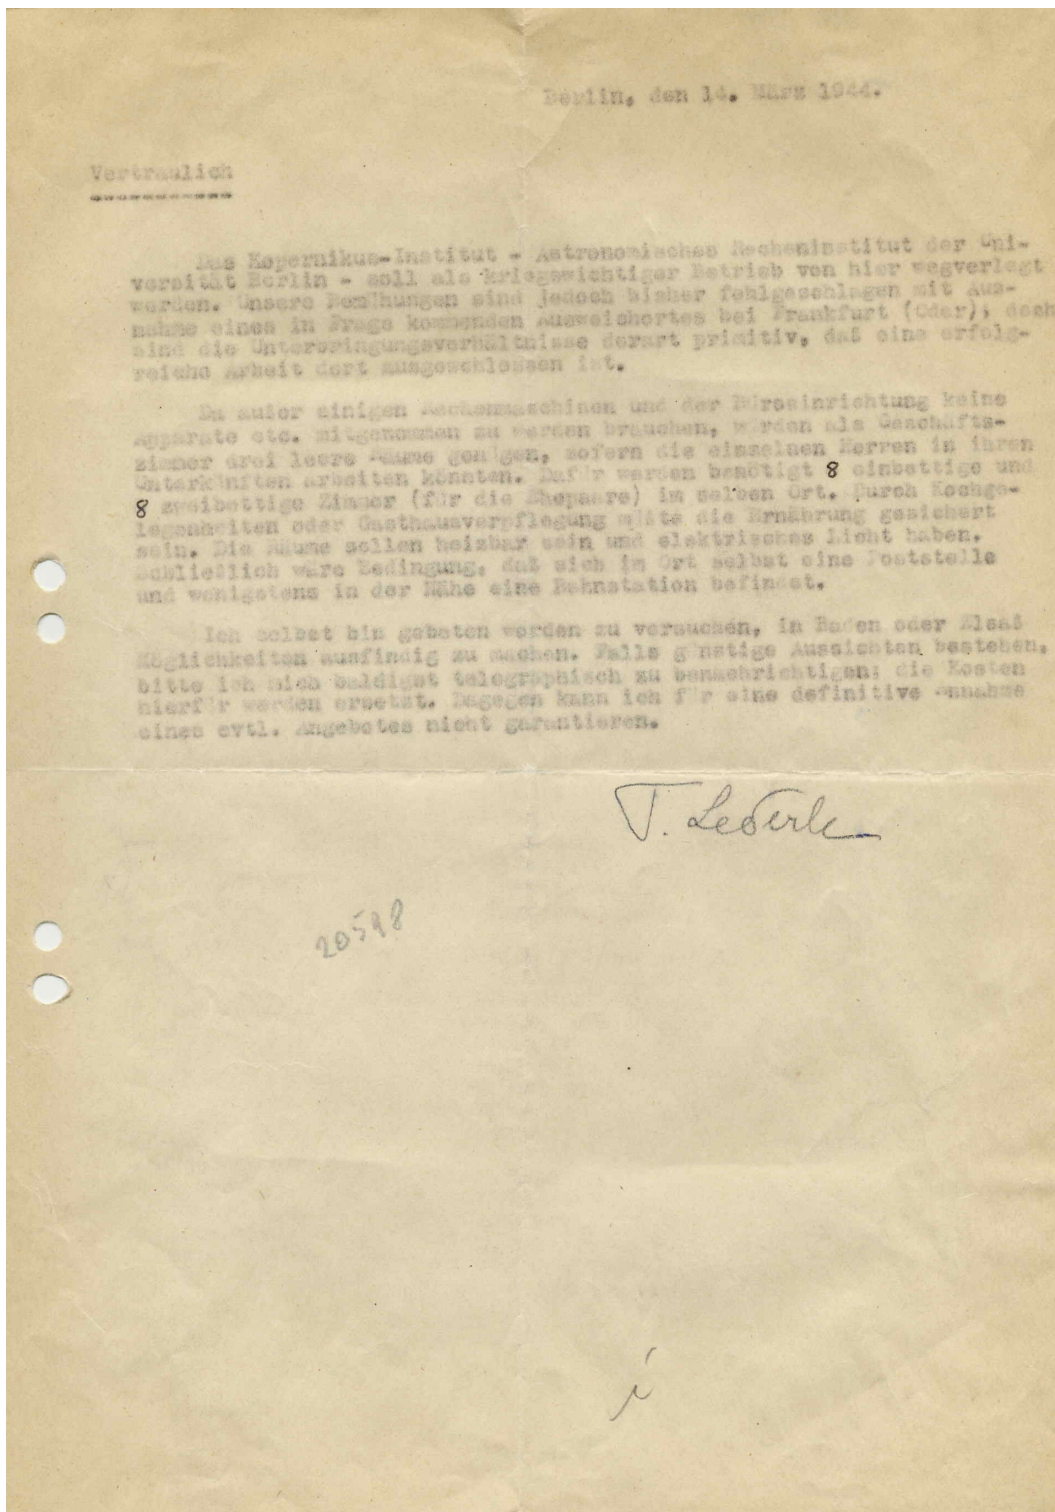 Berlin, den 14. März 1944.
Vertraulich
Das Kopernikus-Institut - Astronomisches Recheninstitut der Uni-
versität Berlin - soll als kriegswichtiger Betrieb von hier wegverlegt
werden. Unsere Bemühungen sind jedoch bisher fehlgeschlagen mit Aus-
nahme eines in Frage kommenden Ausweichortes bei Frankfurt (Oder), doch
sind die Unterbringungsverhältnisse derart primitiv, daß eine erfolg-
reiche Arbeit dort ausgeschlossen ist.
Da außer einigen Rechenmaschinen und der Büroeinrichtung keine
Apparate etc. mitgenommen zu werden brauchen, würden als Geschäfts-
zimmer drei leere Räume genügen, sofern die einzelnen Herren in ihren
Unterkünften arbeiten könnten. Dafür werden benötigt 8 einbettige und
8 zweibettige Zimmer (für die Ehepaare) im selben Ort. Durch Kochge-
legenheiten oder Gasthausverpflegung müßte die Ernährung gesichert
sein. Die Räume sollen heizbar sein und elektrisches Licht haben.
Schließlich wäre Bedingung, daß sich im Ort selbst eine Poststelle
und wenigstens in der Nähe eine Bahnstation befindet.
Ich selbst bin gebeten worden zu versuchen, in Baden oder Elsaß
Möglichkeiten ausfindig zu machen. Falls günstige Aussichten bestehen,
bitte ich mich baldigst telegraphisch zu benachrichtigen; die Kosten
hierfür werden ersetzt. Dagegen kann ich für eine definitive Annahme
eines evtl. Angebotes nicht garantieren.
T. Lederle
20598